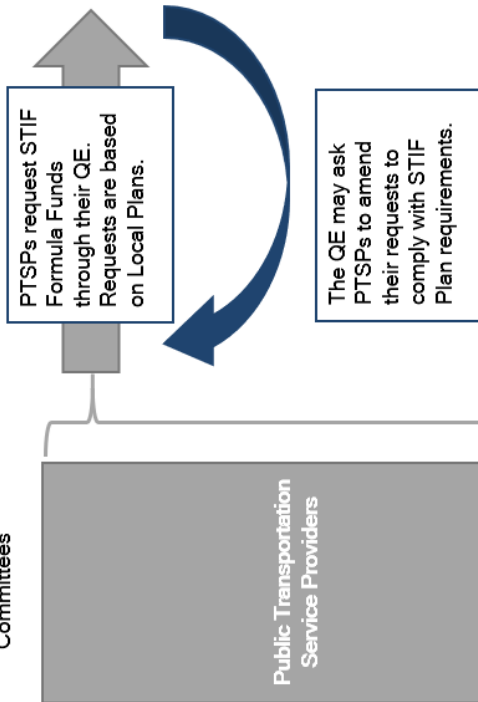 Committees
Public Transportation
Service Providers
PTSPs request STIF
Formula Funds
through their QE.
Requests are based
on Local Plans.
The QE may ask
PTSPs to amend
their requests to
comply with STIF
Plan requirements.